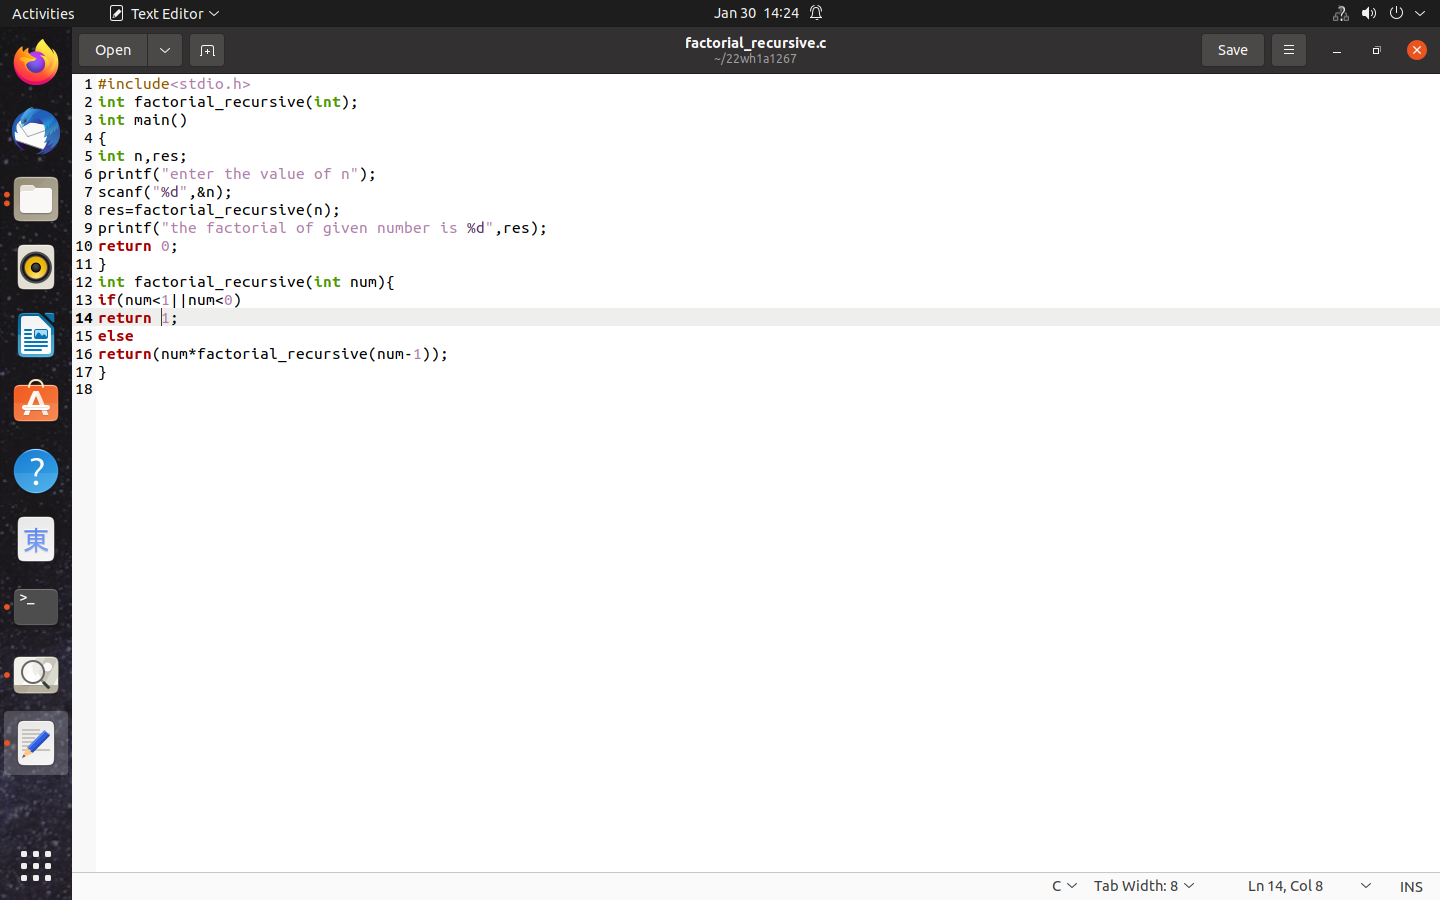 Activities Text Editor Jan 30 14:24
Open factorial_recursive.c Save
~/22wh1a1267
1 #include<stdio.h>
2 int factorial_recursive(int);
3 int main()
4 {
5 int n,res;
6 printf("enter the value of n");
7 scanf("%d",&n);
8 res=factorial_recursive(n);
9 printf("the factorial of given number is %d",res);
10 return 0;
11 }
12 int factorial_recursive(int num){
13 if(num<1||num<0)
14 return 1;
15 else
16 return(num*factorial_recursive(num-1));
17 }
18
東
>_
C Tab Width: 8 Ln 14, Col 8 INS